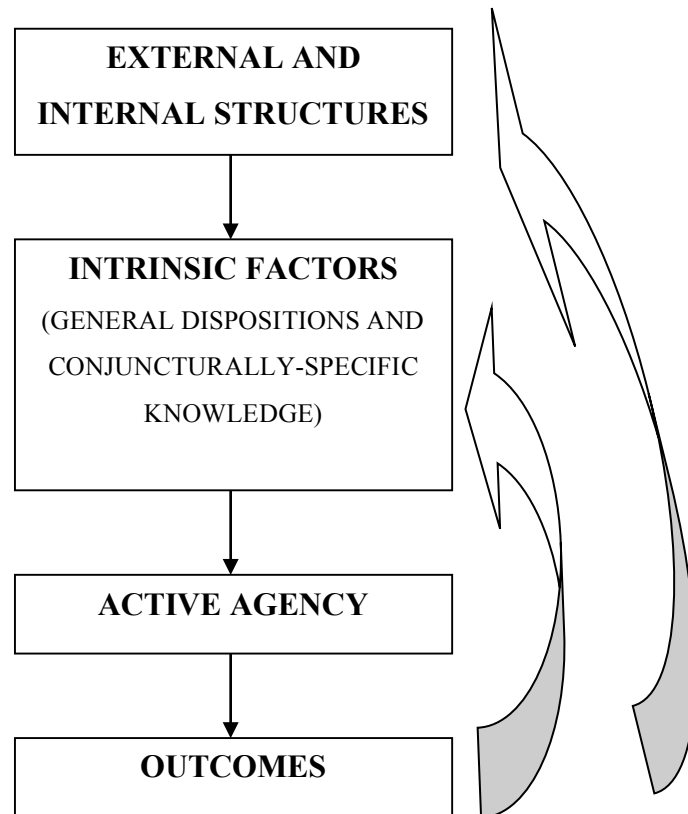 EXTERNAL AND
INTERNAL STRUCTURES
INTRINSIC FACTORS
(GENERAL DISPOSITIONS AND
CONJUNCTURALLY-SPECIFIC
KNOWLEDGE)
ACTIVE AGENCY
OUTCOMES